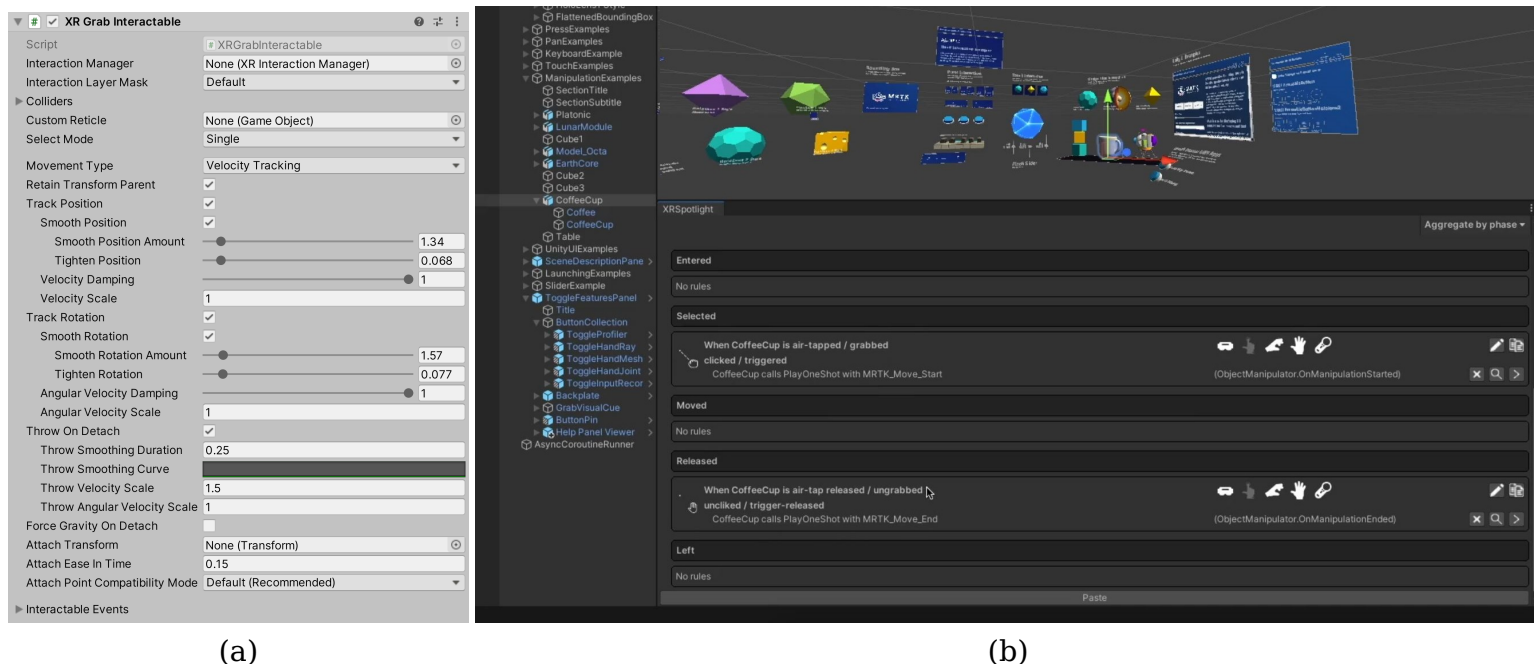 XR Grab Interactable
Script
XRGrabInteractable
Interaction Manager
None (XR Interaction Manager)
Interaction Layer Mask
Default
Colliders
Custom Reticle
None (Game Object)
Select Mode
Single
Movement Type
Velocity Tracking
Retain Transform Parent
Track Position
Smooth Position
Smooth Position Amount
1.34
Tighten Position
0.068
Velocity Damping
1
Velocity Scale
1
Track Rotation
Smooth Rotation
Smooth Rotation Amount
1.57
Tighten Rotation
0.077
Angular Velocity Damping
1
Angular Velocity Scale
1
Throw On Detach
Throw Smoothing Duration
0.25
Throw Smoothing Curve
Throw Velocity Scale
1.5
Throw Angular Velocity Scale
1
Force Gravity On Detach
Attach Transform
None (Transform)
Attach Ease In Time
0.15
Attach Point Compatibility Mode
Default (Recommended)
Interactable Events
(a)
FlattenedBoundingBox
PressExamples
PanExamples
KeyboardExample
TouchExamples
ManipulationExamples
SectionTitle
SectionSubtitle
Platonic
LunarModule
Cube1
Model_Octa
EarthCore
Cube2
Cube3
CoffeeCup
Coffee
CoffeeCup
Table
UnityUIExamples
SceneDescriptionPane
LaunchingExamples
SliderExample
ToggleFeaturesPanel
Title
ButtonCollection
ToggleProfiler
ToggleHandRay
ToggleHandMesh
ToggleHandJoint
ToggleInputRecor
Backplate
GrabVisualCue
ButtonPin
Help Panel Viewer
AsyncCoroutineRunner
MRTK
XRSpotlight
Aggregate by phase
Entered
No rules
Selected
When CoffeeCup is air-tapped / grabbed
clicked / triggered
CoffeeCup calls PlayOneShot with MRTK_Move_Start
(ObjectManipulator.OnManipulationStarted)
Moved
No rules
Released
When CoffeeCup is air-tap released / ungrabbed
uncliked / trigger-released
CoffeeCup calls PlayOneShot with MRTK_Move_End
(ObjectManipulator.OnManipulationEnded)
Left
No rules
Paste
(b)